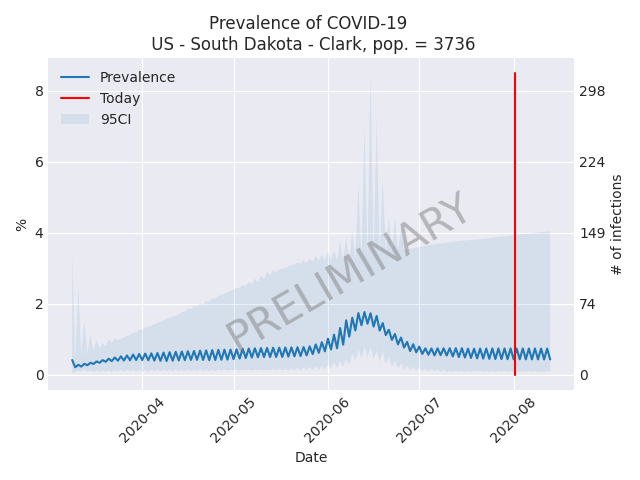 Prevalence of COVID-19
US - South Dakota - Clark, pop. = 3736
Prevalence
Today
95CI
PRELIMINARY
%
8
6
4
2
0
298
224
149
74
0
# of infections
2020-04
2020-05
2020-06
2020-07
2020-08
Date